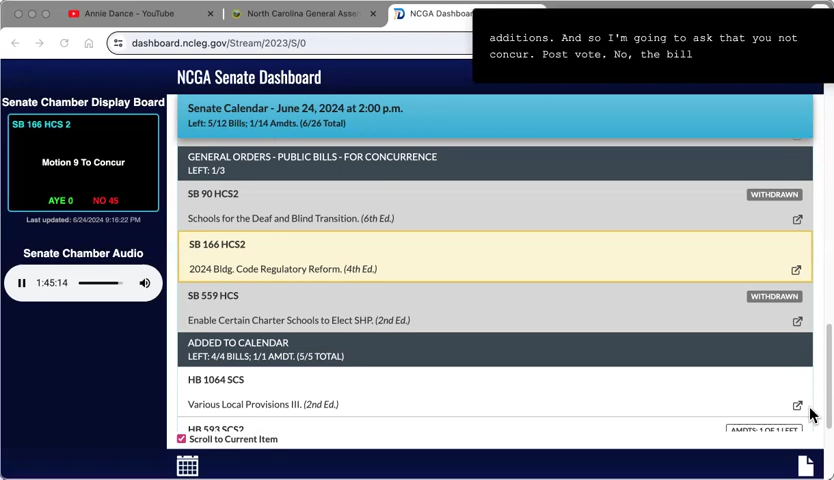 Annie Dance – YouTube
North Carolina General Asse
NCGA Dashboa
dashboard.ncleg.gov/Stream/2023/S/0
additions. And so I'm going to ask that you not
concur. Post vote. No, the bill
NCGA Senate Dashboard
Senate Chamber Display Board
SB 166 HCS 2
Motion 9 To Concur
AYE 0 NO 45
Last updated: 6/24/2024 9:16:22 PM
Senate Chamber Audio
1:45:14
Senate Calendar - June 24, 2024 at 2:00 p.m.
Left: 5/12 Bills; 1/14 Amdts. (6/26 Total)
GENERAL ORDERS - PUBLIC BILLS - FOR CONCURRENCE
LEFT: 1/3
SB 90 HCS2
WITHDRAWN
Schools for the Deaf and Blind Transition. (6th Ed.)
SB 166 HCS2
2024 Bldg. Code Regulatory Reform. (4th Ed.)
SB 559 HCS
WITHDRAWN
Enable Certain Charter Schools to Elect SHP. (2nd Ed.)
ADDED TO CALENDAR
LEFT: 4/4 BILLS; 1/1 AMDT. (5/5 TOTAL)
HB 1064 SCS
Various Local Provisions III. (2nd Ed.)
HB 593 SCS2
AMDTS: 1 OF 1 LEFT
Scroll to Current Item